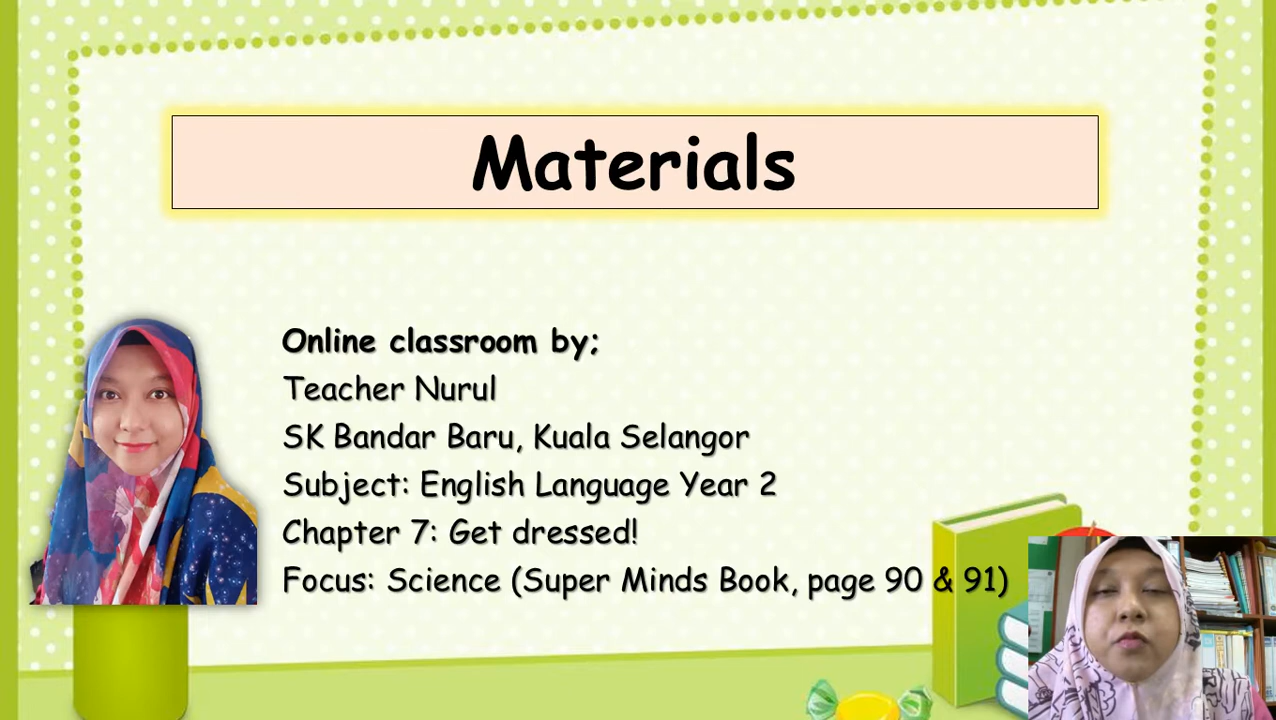 Materials
Online classroom by;
Teacher Nurul
SK Bandar Baru, Kuala Selangor
Subject: English Language Year 2
Chapter 7: Get dressed!
Focus: Science (Super Minds Book, page 90 & 91)